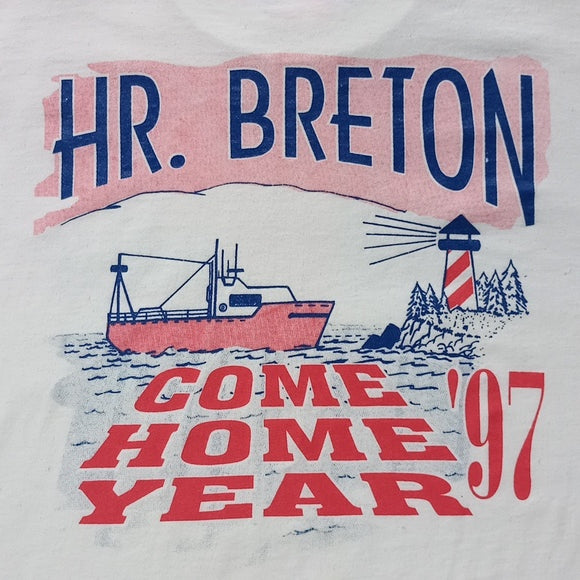 HR. BRETON
COME
HOME
YEAR '97